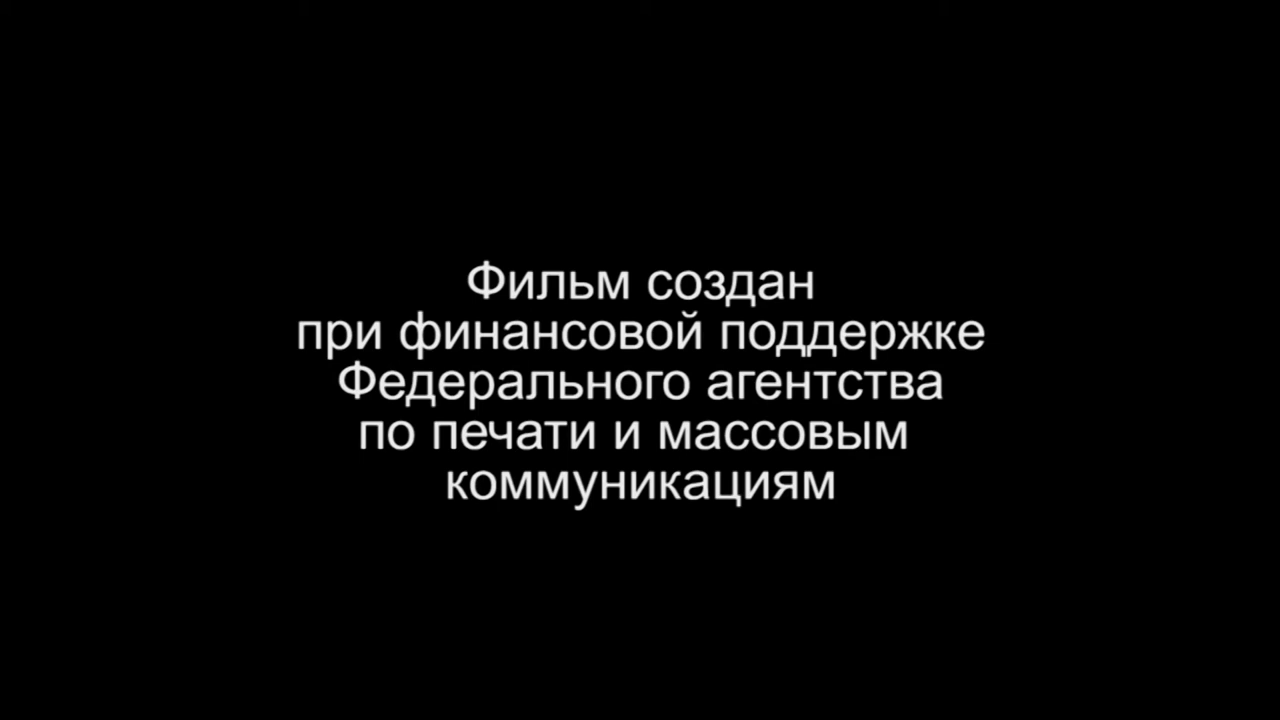 Фильм создан
при финансовой поддержке
Федерального агентства
по печати и массовым
коммуникациям